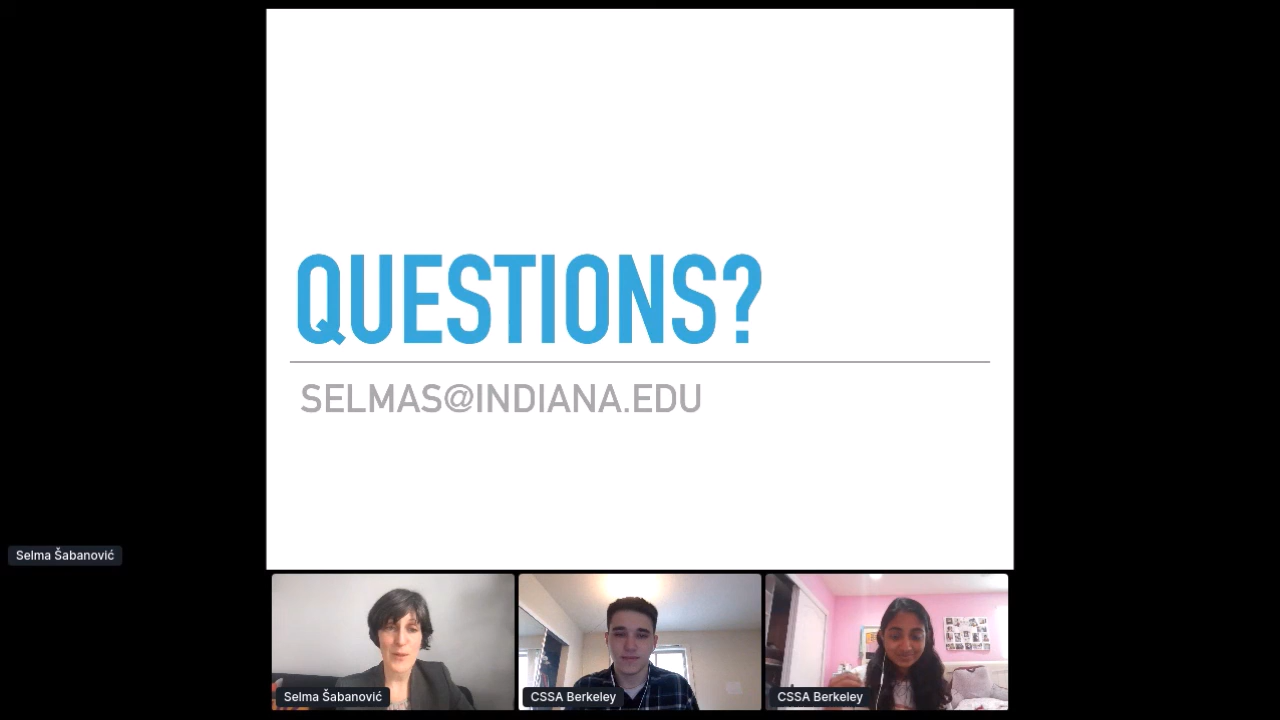 QUESTIONS?
SELMAS@INDIANA.EDU
Selma Šabanović
Selma Šabanović
CSSA Berkeley
CSSA Berkeley